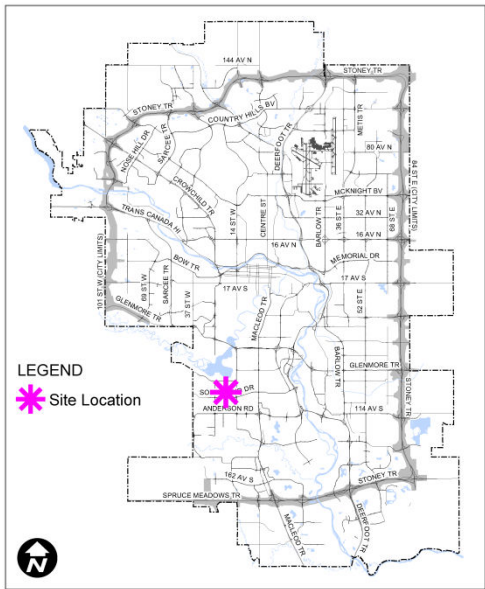 144 AV N
STONEY TR
STONEY TR
COUNTRY HILLS BV
METIS TR
NOSE HILL DR
SARCEE TR
DEERFOOT TR
80 AV N
84 ST E (CITY LIMITS)
CROWCHILD TR
MCKNIGHT BV
TRANS CANADA HI
14 ST W
CENTRE ST
BARLOW TR
36 ST E
32 AV N
68 ST E
16 AV N
16 AV N
MEMORIAL DR
BOW TR
17 AV S
101 ST W (CITY LIMITS)
69 ST W
SARCEE TR
37 ST W
17 AV S
MACLEOD TR
52 ST E
GLENMORE TR
BARLOW TR
GLENMORE TR
LEGEND
Site Location
DR
STONEY TR
ANDERSON RD
114 AV S
162 AV S
STONEY TR
SPRUCE MEADOWS TR
MACLEOD TR
DEERFOOT TR
N